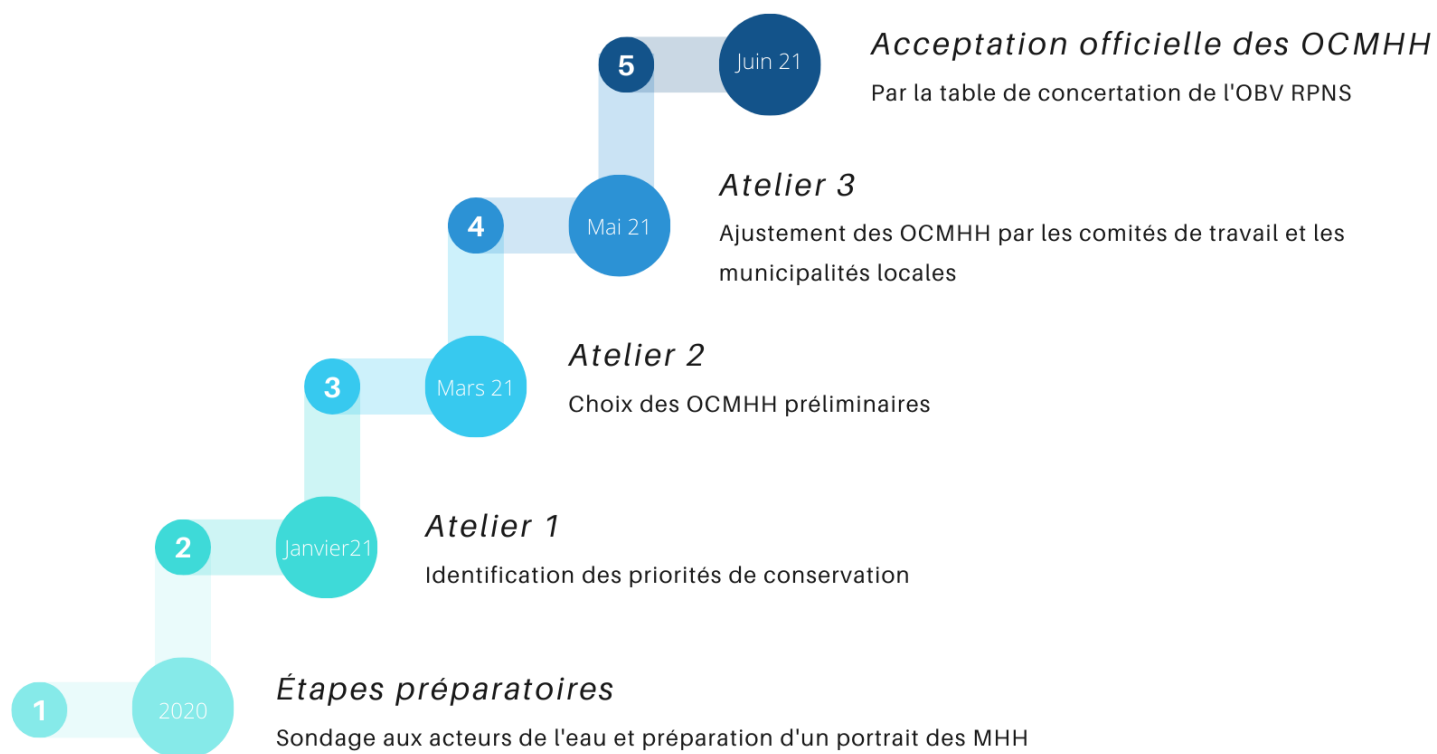 5
Juin 21
Acceptation officielle des OCMHH
Par la table de concertation de l'OBV RPNS
4
Mai 21
Atelier 3
Ajustement des OCMHH par les comités de travail et les
municipalités locales
3
Mars 21
Atelier 2
Choix des OCMHH préliminaires
2
Janvier21
Atelier 1
Identification des priorités de conservation
1
2020
Étapes préparatoires
Sondage aux acteurs de l'eau et préparation d'un portrait des MHH